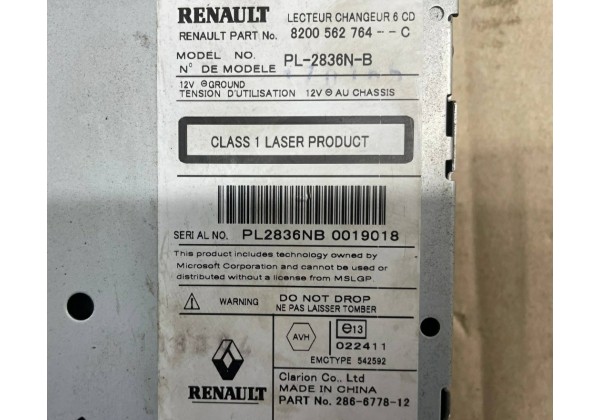 RENAULT LECTEUR CHANGEUR 6 CD
RENAULT PART No. 8200 562 764--C
MODEL NO. PL-2836N-B
N° DE MODELE
12V ⊖ GROUND
TENSION D'UTILISATION 12V ⊖ AU CHASSIS
CLASS 1 LASER PRODUCT
SERIAL NO. PL2836NB 0019018
This product includes technology owned by
Microsoft Corporation and cannot be used or
distributed without a license from MSLGP.
WARNING DO NOT DROP
NE PAS LAISSER TOMBER
AVH e13
022411
EMCTYPE 542592
RENAULT
Clarion Co., Ltd
MADE IN CHINA
PART NO. 286-6778-12